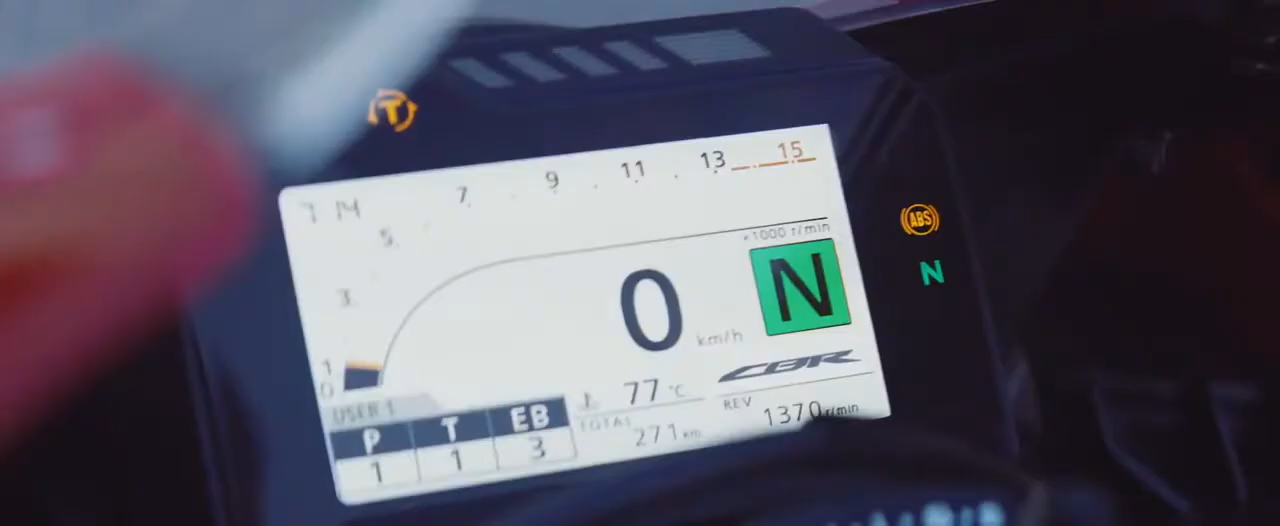 T
7 9 11 13 15
5
×1000 r/min
ABS
N
3
N
0 km/h
1
0
CBR
77 °C
USER 1
P T EB
TOTAL
REV
1370 r/min
271 km
1 1 3